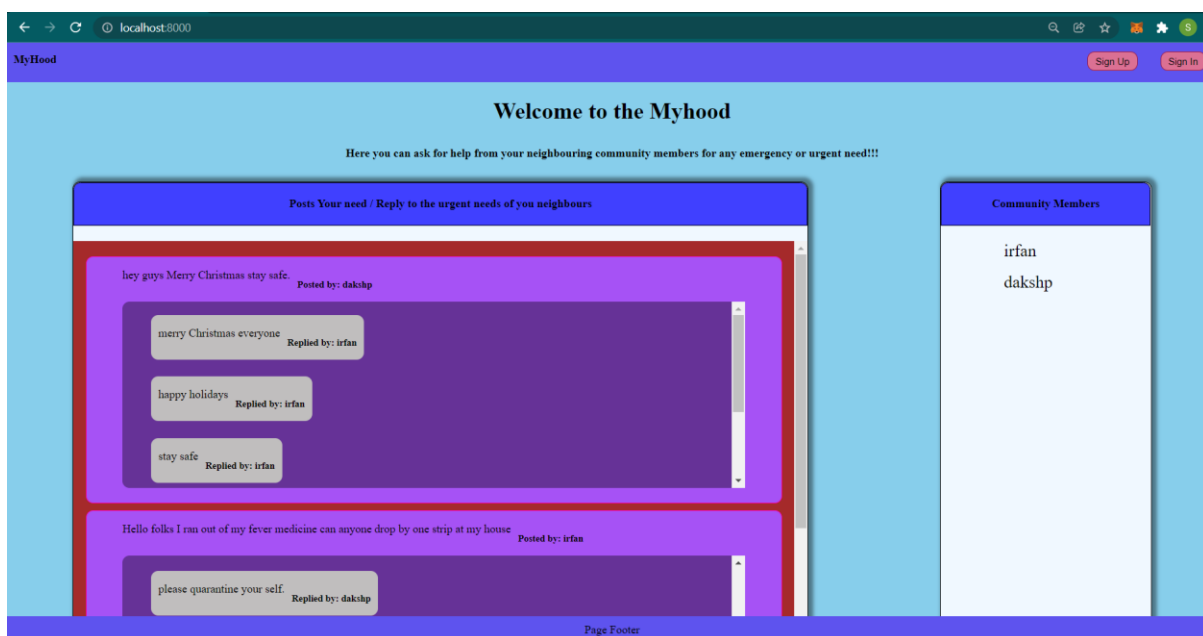 localhost:8000
S
MyHood
Sign Up
Sign In
Welcome to the Myhood
Here you can ask for help from your neighbouring community members for any emergency or urgent need!!!
Posts Your need / Reply to the urgent needs of you neighbours
Community Members
irfan
dakshp
hey guys Merry Christmas stay safe. Posted by: dakshp
merry Christmas everyone Replied by: irfan
happy holidays Replied by: irfan
stay safe Replied by: irfan
Hello folks I ran out of my fever medicine can anyone drop by one strip at my house Posted by: irfan
please quarantine your self. Replied by: dakshp
Page Footer